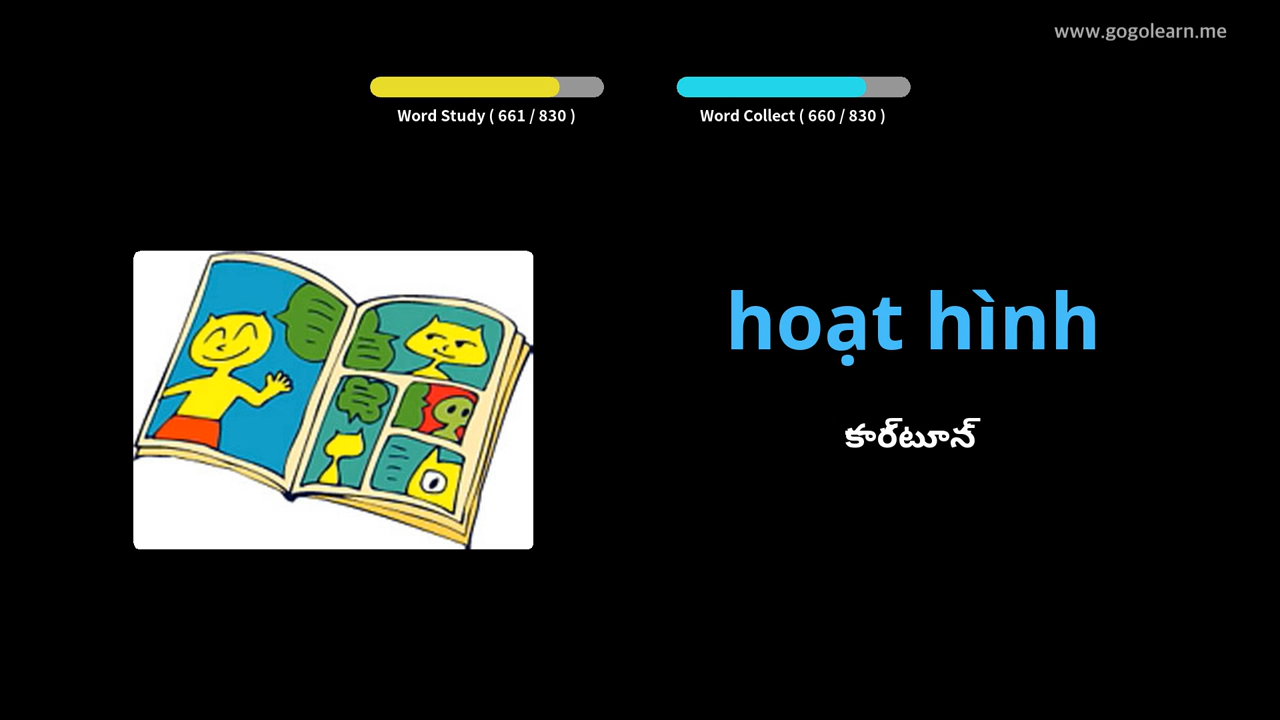 www.gogolearn.me
Word Study ( 661 / 830 )
Word Collect ( 660 / 830 )
hoạt hình
కార్‌టూన్